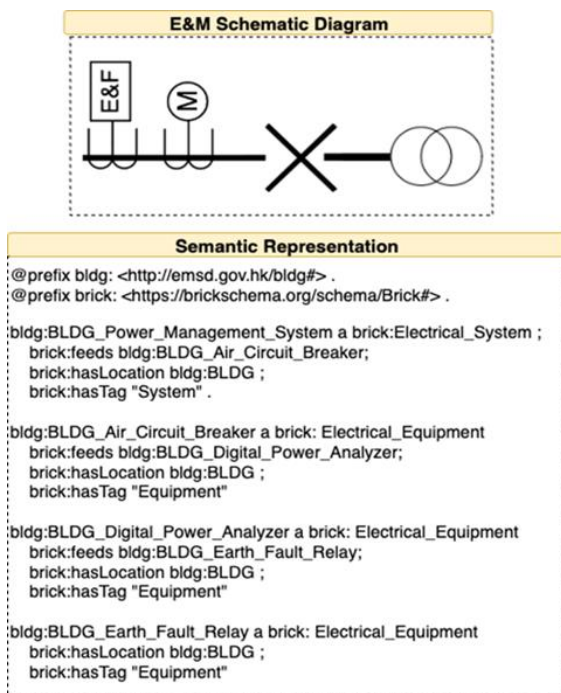 E&M Schematic Diagram
E&F
M
Semantic Representation
@prefix bldg: <http://emsd.gov.hk/bldg#> .
@prefix brick: <https://brickschema.org/schema/Brick#> .
bldg:BLDG_Power_Management_System a brick:Electrical_System ;
brick:feeds bldg:BLDG_Air_Circuit_Breaker;
brick:hasLocation bldg:BLDG ;
brick:hasTag "System" .
bldg:BLDG_Air_Circuit_Breaker a brick: Electrical_Equipment
brick:feeds bldg:BLDG_Digital_Power_Analyzer;
brick:hasLocation bldg:BLDG ;
brick:hasTag "Equipment"
bldg:BLDG_Digital_Power_Analyzer a brick: Electrical_Equipment
brick:feeds bldg:BLDG_Earth_Fault_Relay;
brick:hasLocation bldg:BLDG ;
brick:hasTag "Equipment"
bldg:BLDG_Earth_Fault_Relay a brick: Electrical_Equipment
brick:hasLocation bldg:BLDG ;
brick:hasTag "Equipment"